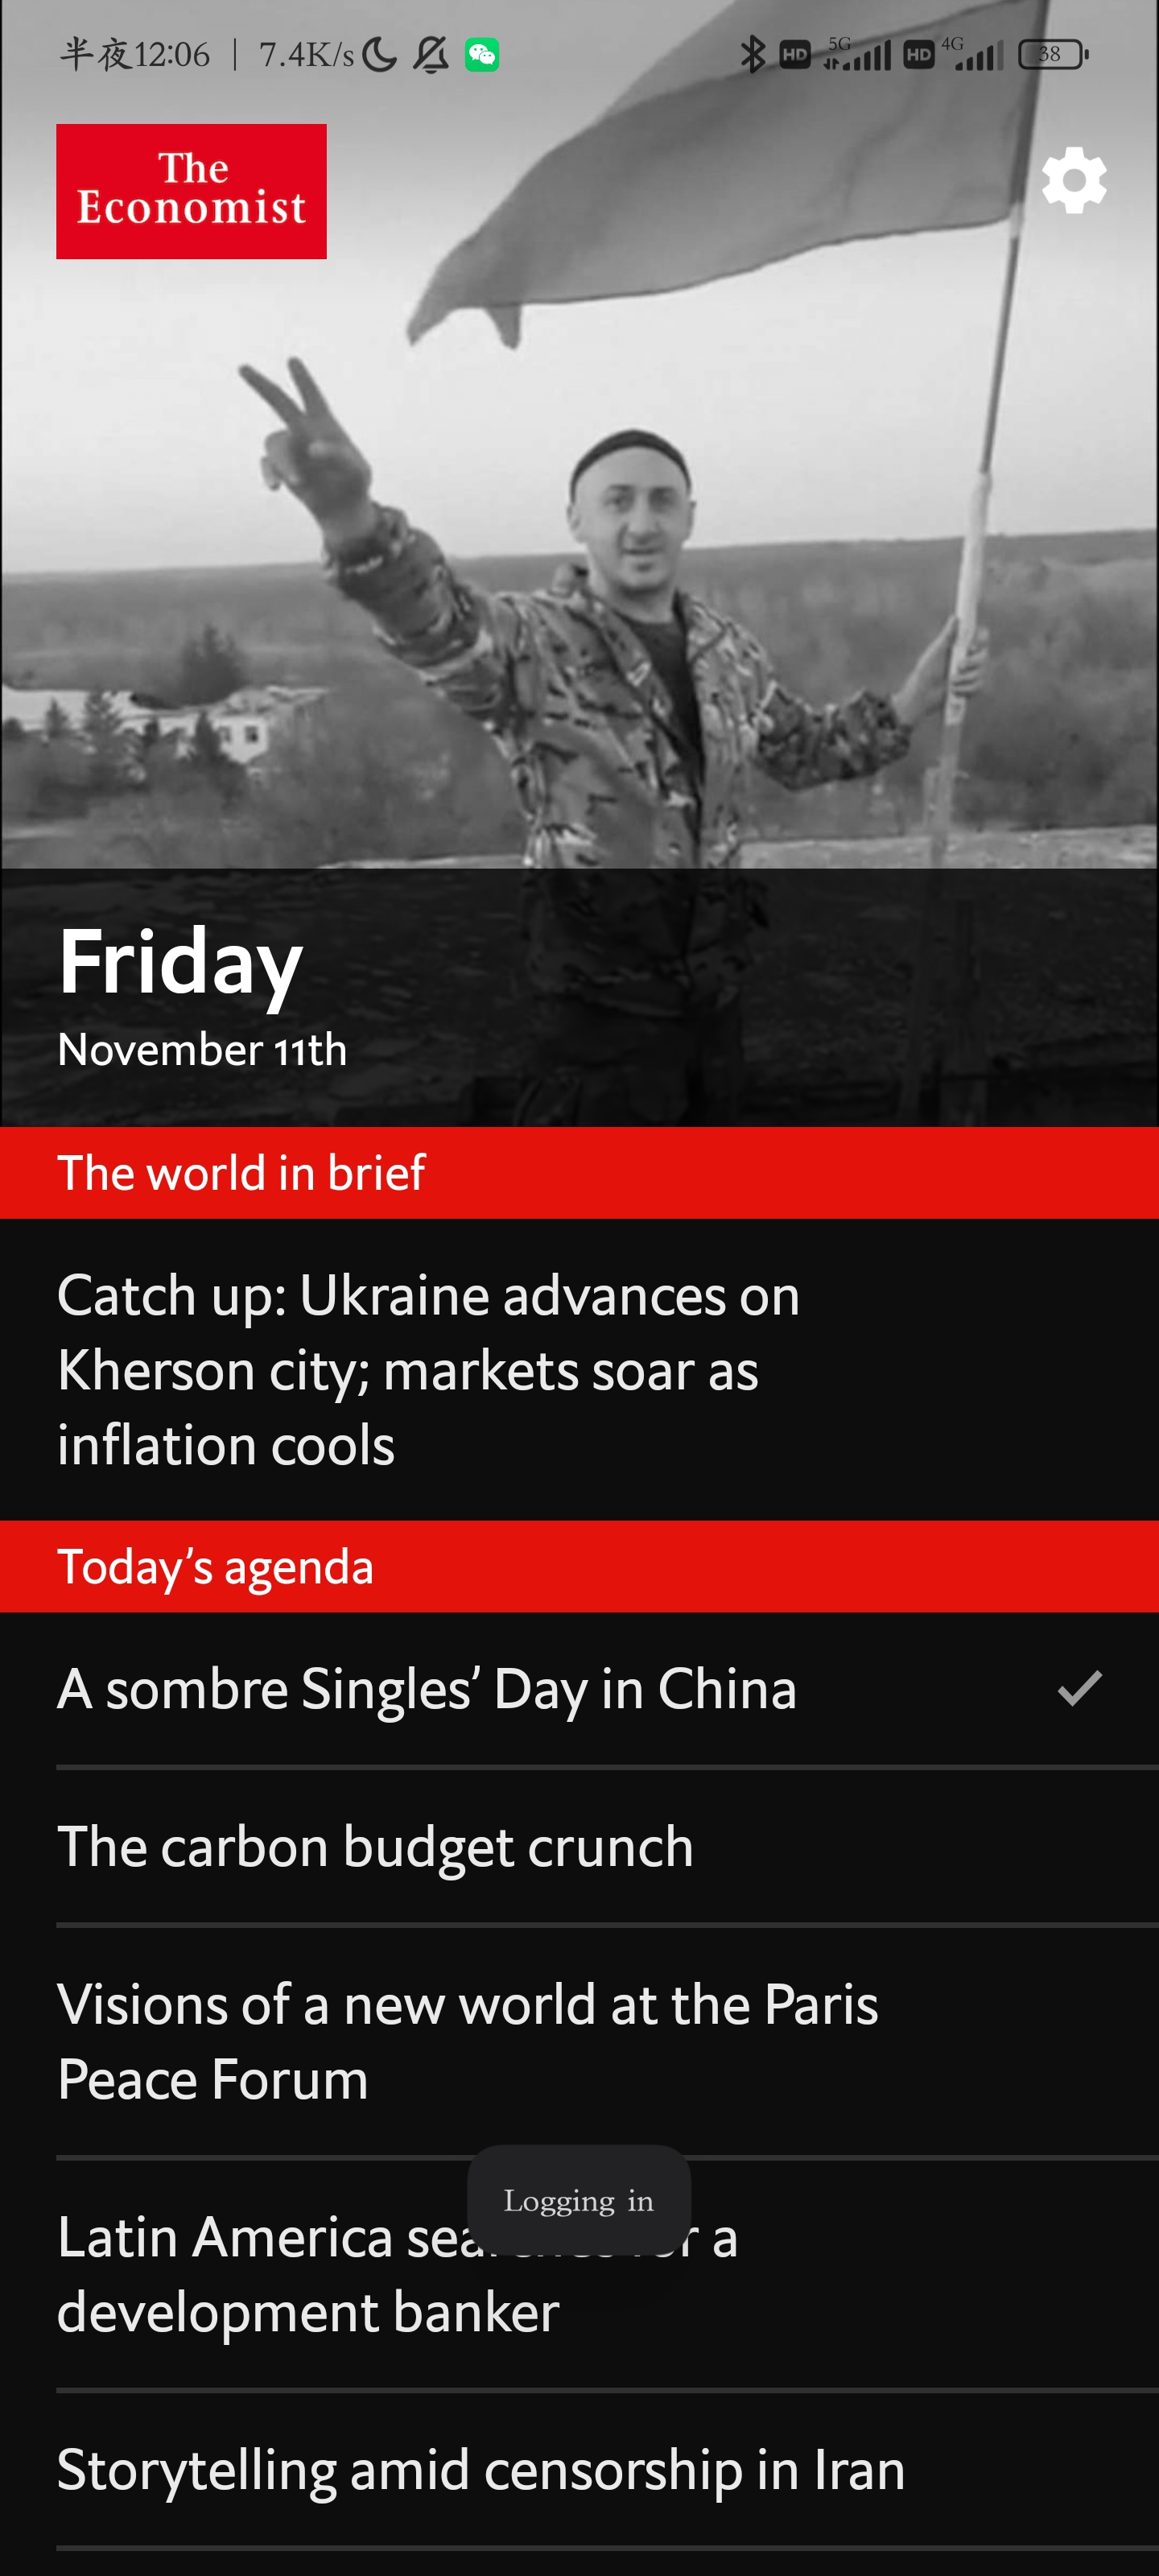 半夜12:06 | 7.4K/s
HD 5G HD 4G 38
The
Economist
Friday
November 11th
The world in brief
Catch up: Ukraine advances on
Kherson city; markets soar as
inflation cools
Today’s agenda
A sombre Singles’ Day in China
The carbon budget crunch
Visions of a new world at the Paris
Peace Forum
Logging in
Latin America a
development banker
Storytelling amid censorship in Iran